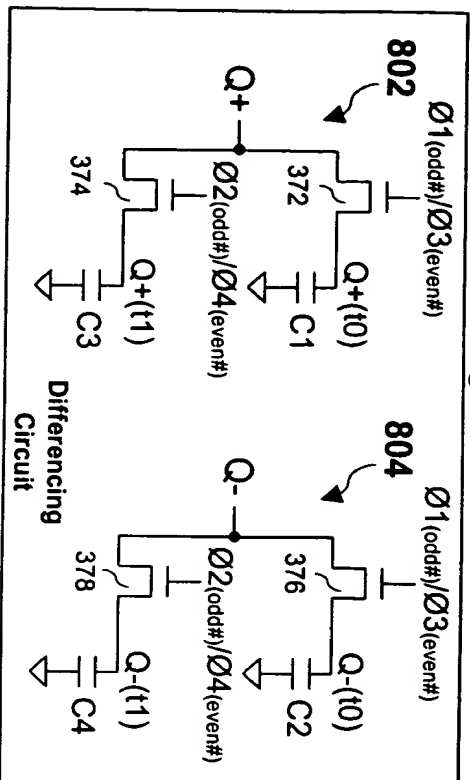 802
Ø1(odd#)/Ø3(even#)
372
Q+
Q+(t0)
C1
Ø2(odd#)/Ø4(even#)
374
Q+(t1)
C3
804
Ø1(odd#)/Ø3(even#)
376
Q-
Q-(t0)
C2
Ø2(odd#)/Ø4(even#)
378
Q-(t1)
C4
Differencing
Circuit